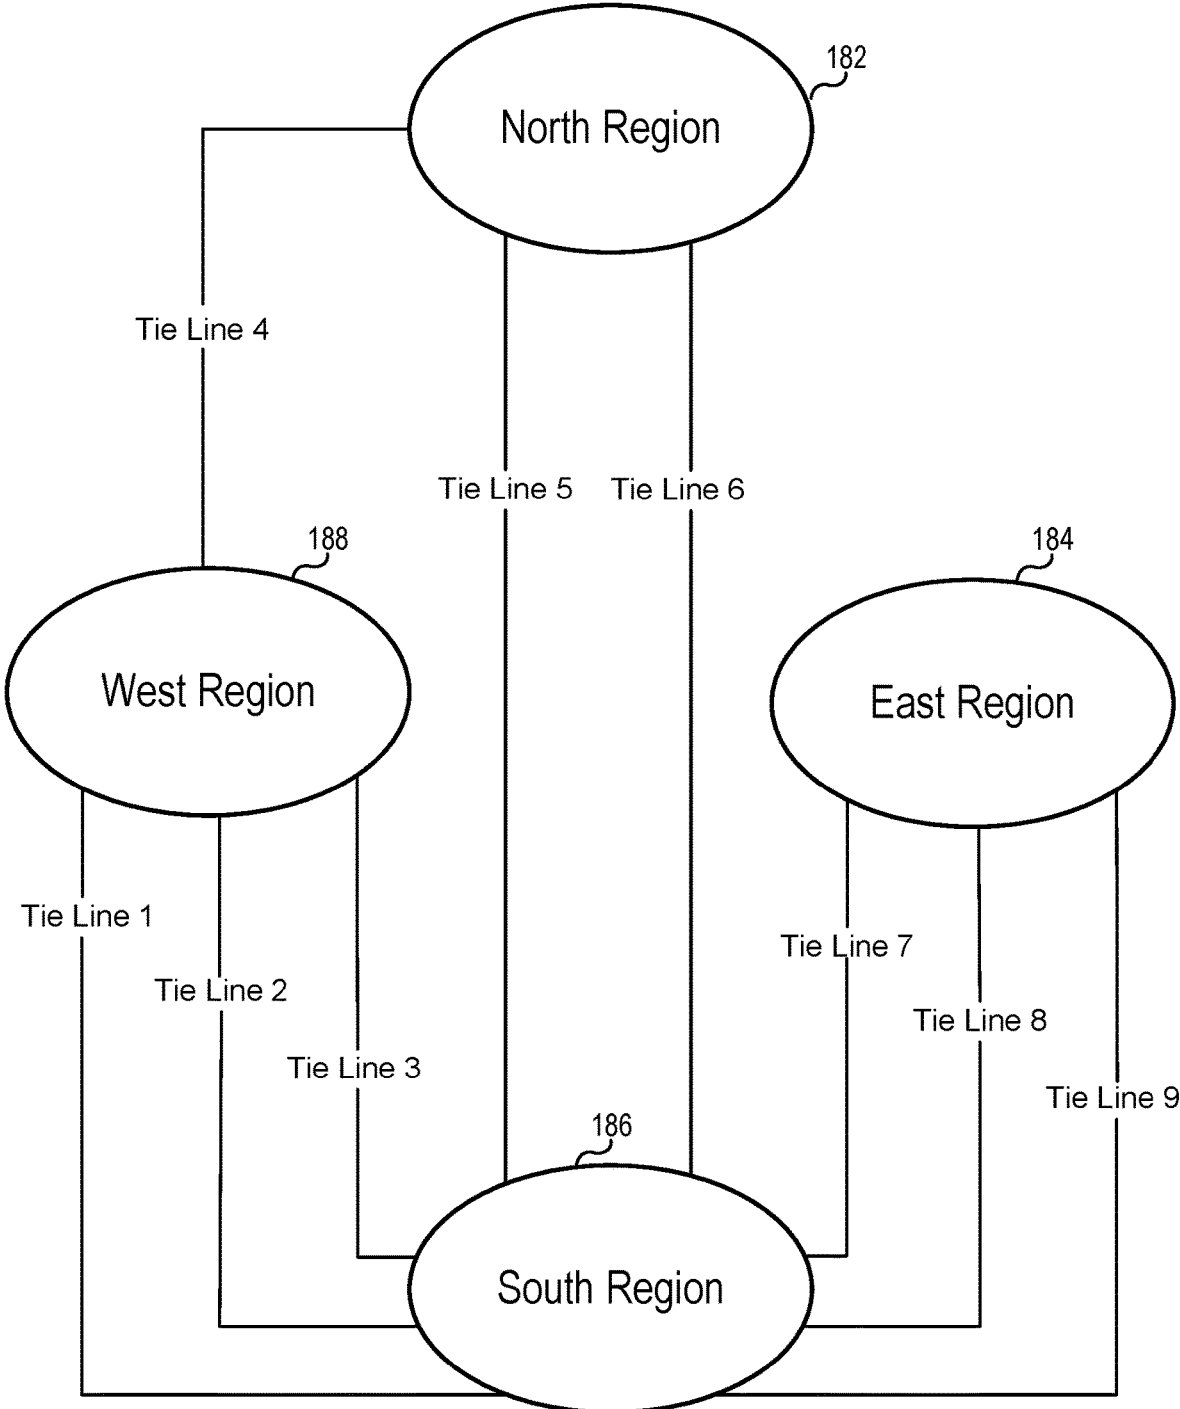 182
North Region
Tie Line 4
Tie Line 5
Tie Line 6
188
184
West Region
East Region
Tie Line 1
Tie Line 7
Tie Line 2
Tie Line 8
Tie Line 3
Tie Line 9
186
South Region